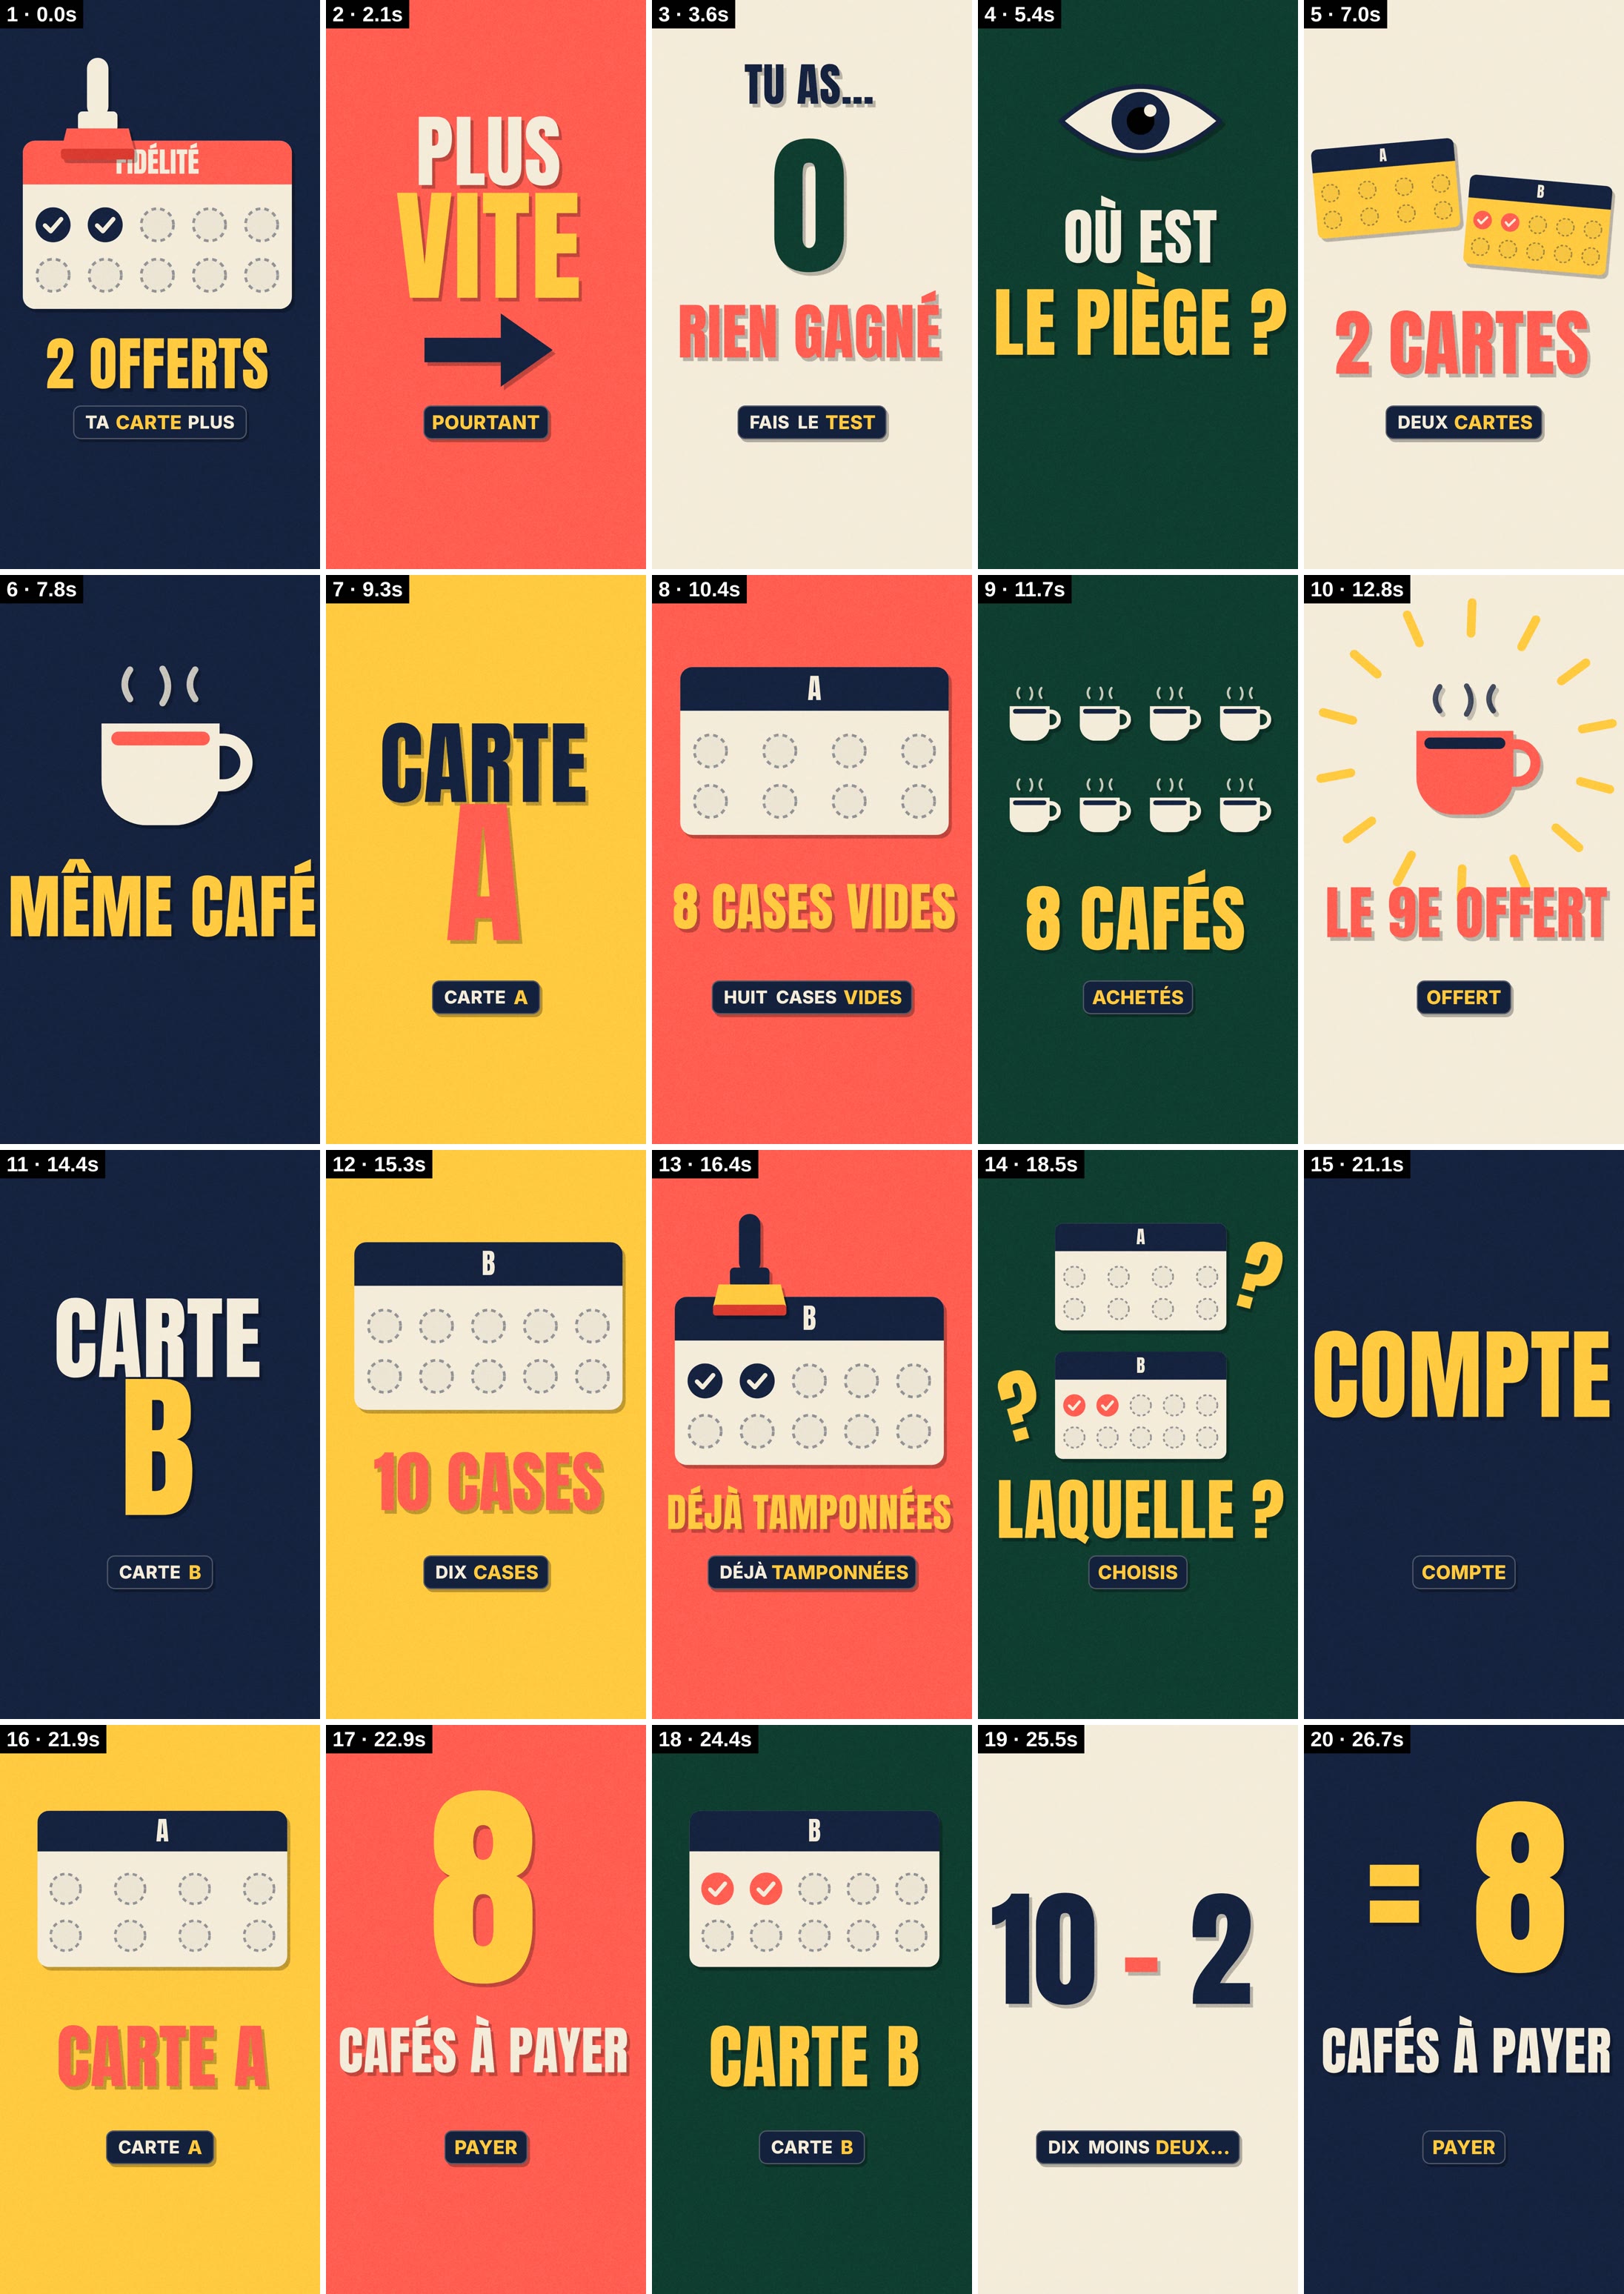 1 · 0.0s
FIDÉLITÉ
2 OFFERTS
TA CARTE PLUS
2 · 2.1s
PLUS
VITE
POURTANT
3 · 3.6s
TU AS...
0
RIEN GAGNÉ
FAIS LE TEST
4 · 5.4s
OÙ EST
LE PIÈGE ?
5 · 7.0s
A
B
2 CARTES
DEUX CARTES
6 · 7.8s
MÊME CAFÉ
7 · 9.3s
CARTE
A
CARTE A
8 · 10.4s
A
8 CASES VIDES
HUIT CASES VIDES
9 · 11.7s
8 CAFÉS
ACHETÉS
10 · 12.8s
LE 9E OFFERT
OFFERT
11 · 14.4s
CARTE
B
CARTE B
12 · 15.3s
B
10 CASES
DIX CASES
13 · 16.4s
B
DÉJÀ TAMPONNÉES
DÉJÀ TAMPONNÉES
14 · 18.5s
A
?
B
?
LAQUELLE ?
CHOISIS
15 · 21.1s
COMPTE
COMPTE
16 · 21.9s
A
CARTE A
CARTE A
17 · 22.9s
8
CAFÉS À PAYER
PAYER
18 · 24.4s
B
CARTE B
CARTE B
19 · 25.5s
10 - 2
DIX MOINS DEUX...
20 · 26.7s
= 8
CAFÉS À PAYER
PAYER